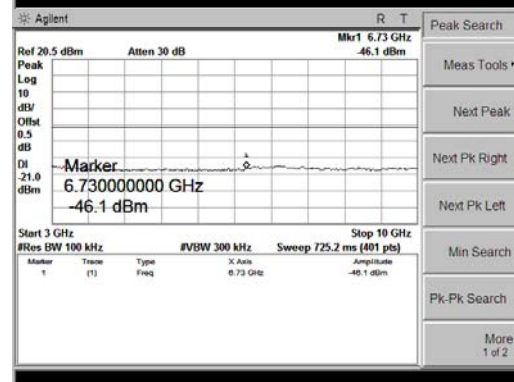 Agilent R T
Peak Search
Mkr1 6.73 GHz
Ref 20.5 dBm Atten 30 dB -46.1 dBm
Peak
Log
10
dB/
Offst
0.5
dB
DI
-21.0
dBm
Marker
6.730000000 GHz
-46.1 dBm
Start 3 GHz Stop 10 GHz
#Res BW 100 kHz #VBW 300 kHz Sweep 725.2 ms (401 pts)
Marker Trace Type X Axis Amplitude
1 (1) Freq 6.73 GHz -46.1 dBm
Meas Tools
Next Peak
Next Pk Right
Next Pk Left
Min Search
Pk-Pk Search
More
1 of 2